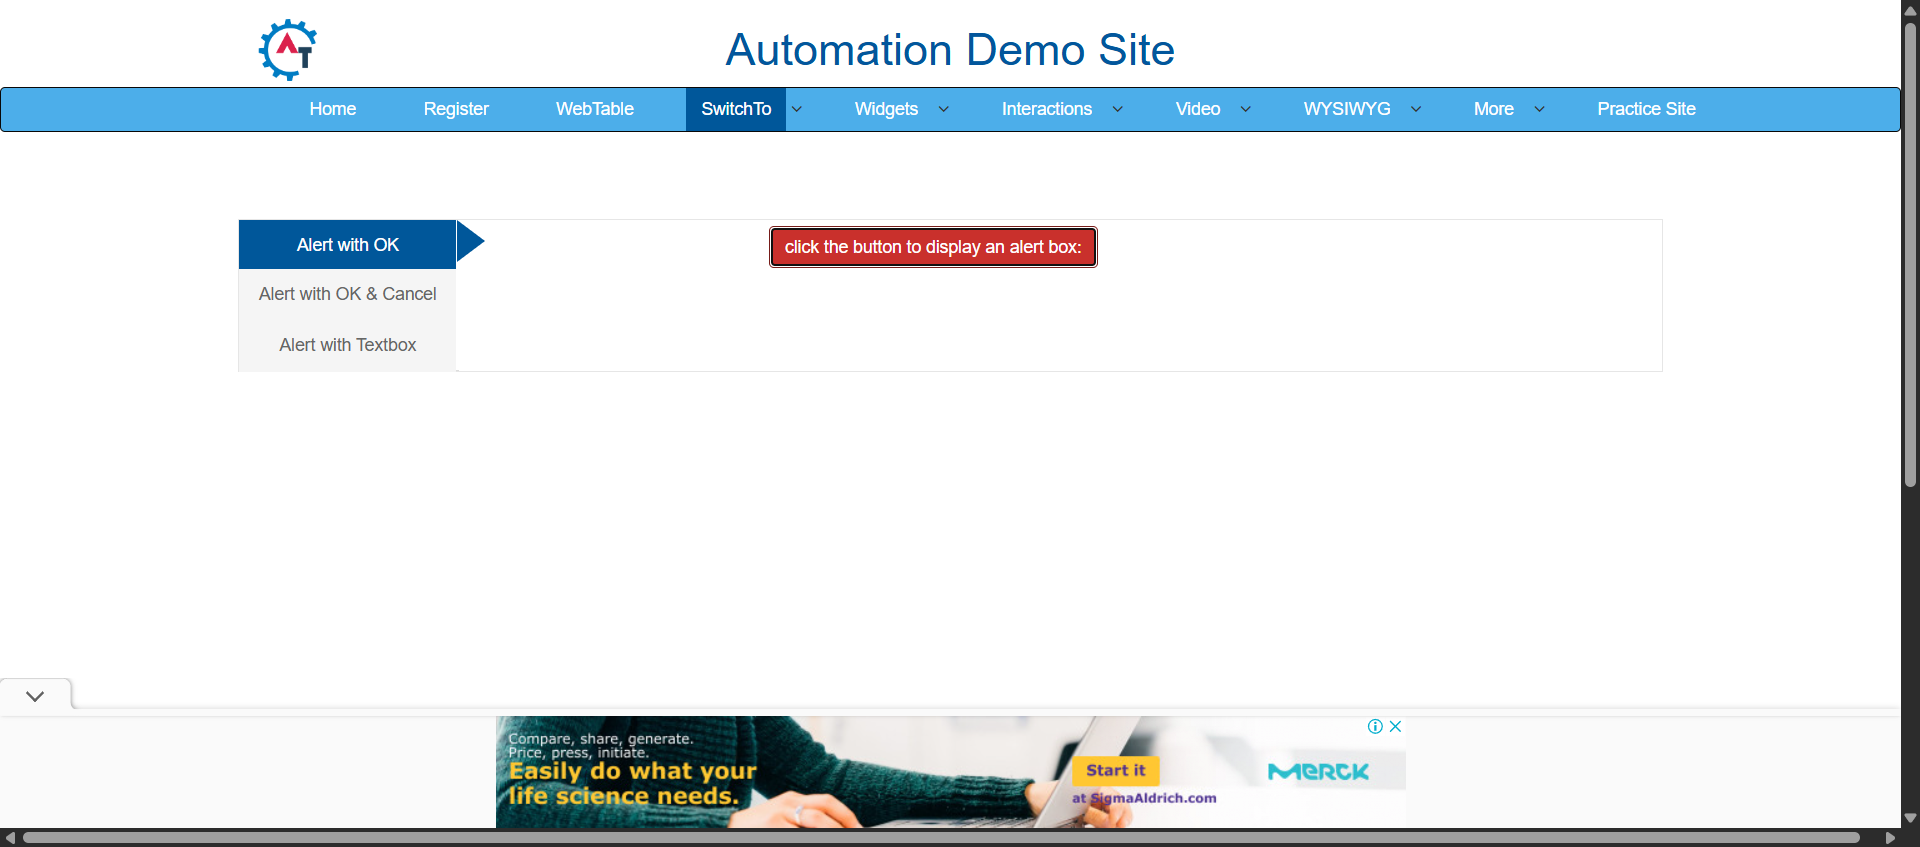 AT
Automation Demo Site
Home Register WebTable SwitchTo Widgets Interactions Video WYSIWYG More Practice Site
Alert with OK
click the button to display an alert box:
Alert with OK & Cancel
Alert with Textbox
Compare, share, generate.
Price, press, initiate.
Easily do what your
life science needs.
Start it
at SigmaAldrich.com
MERCK